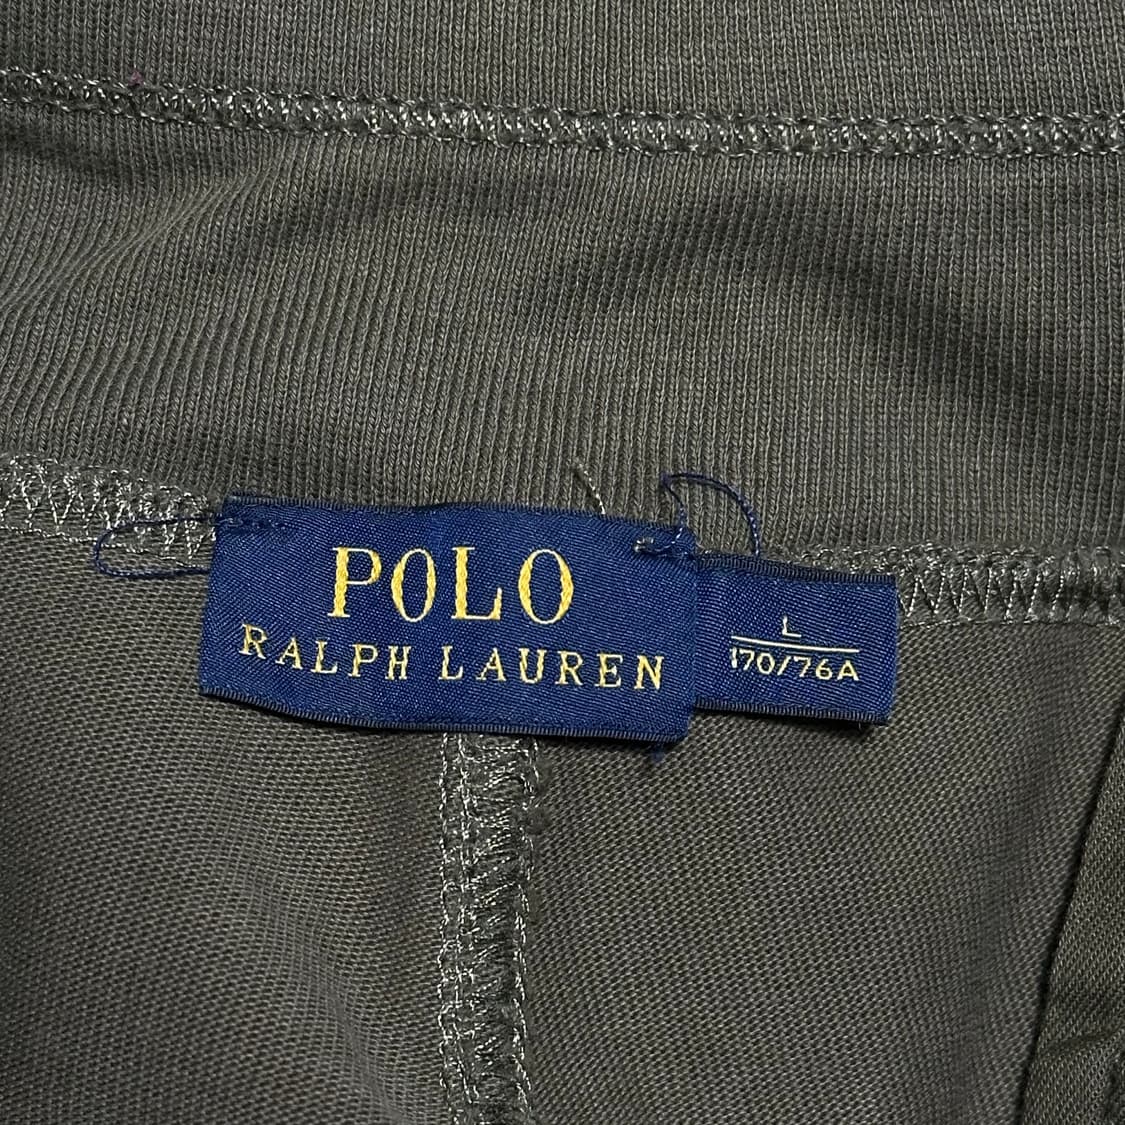 POLO
RALPH LAUREN
L
170/76A